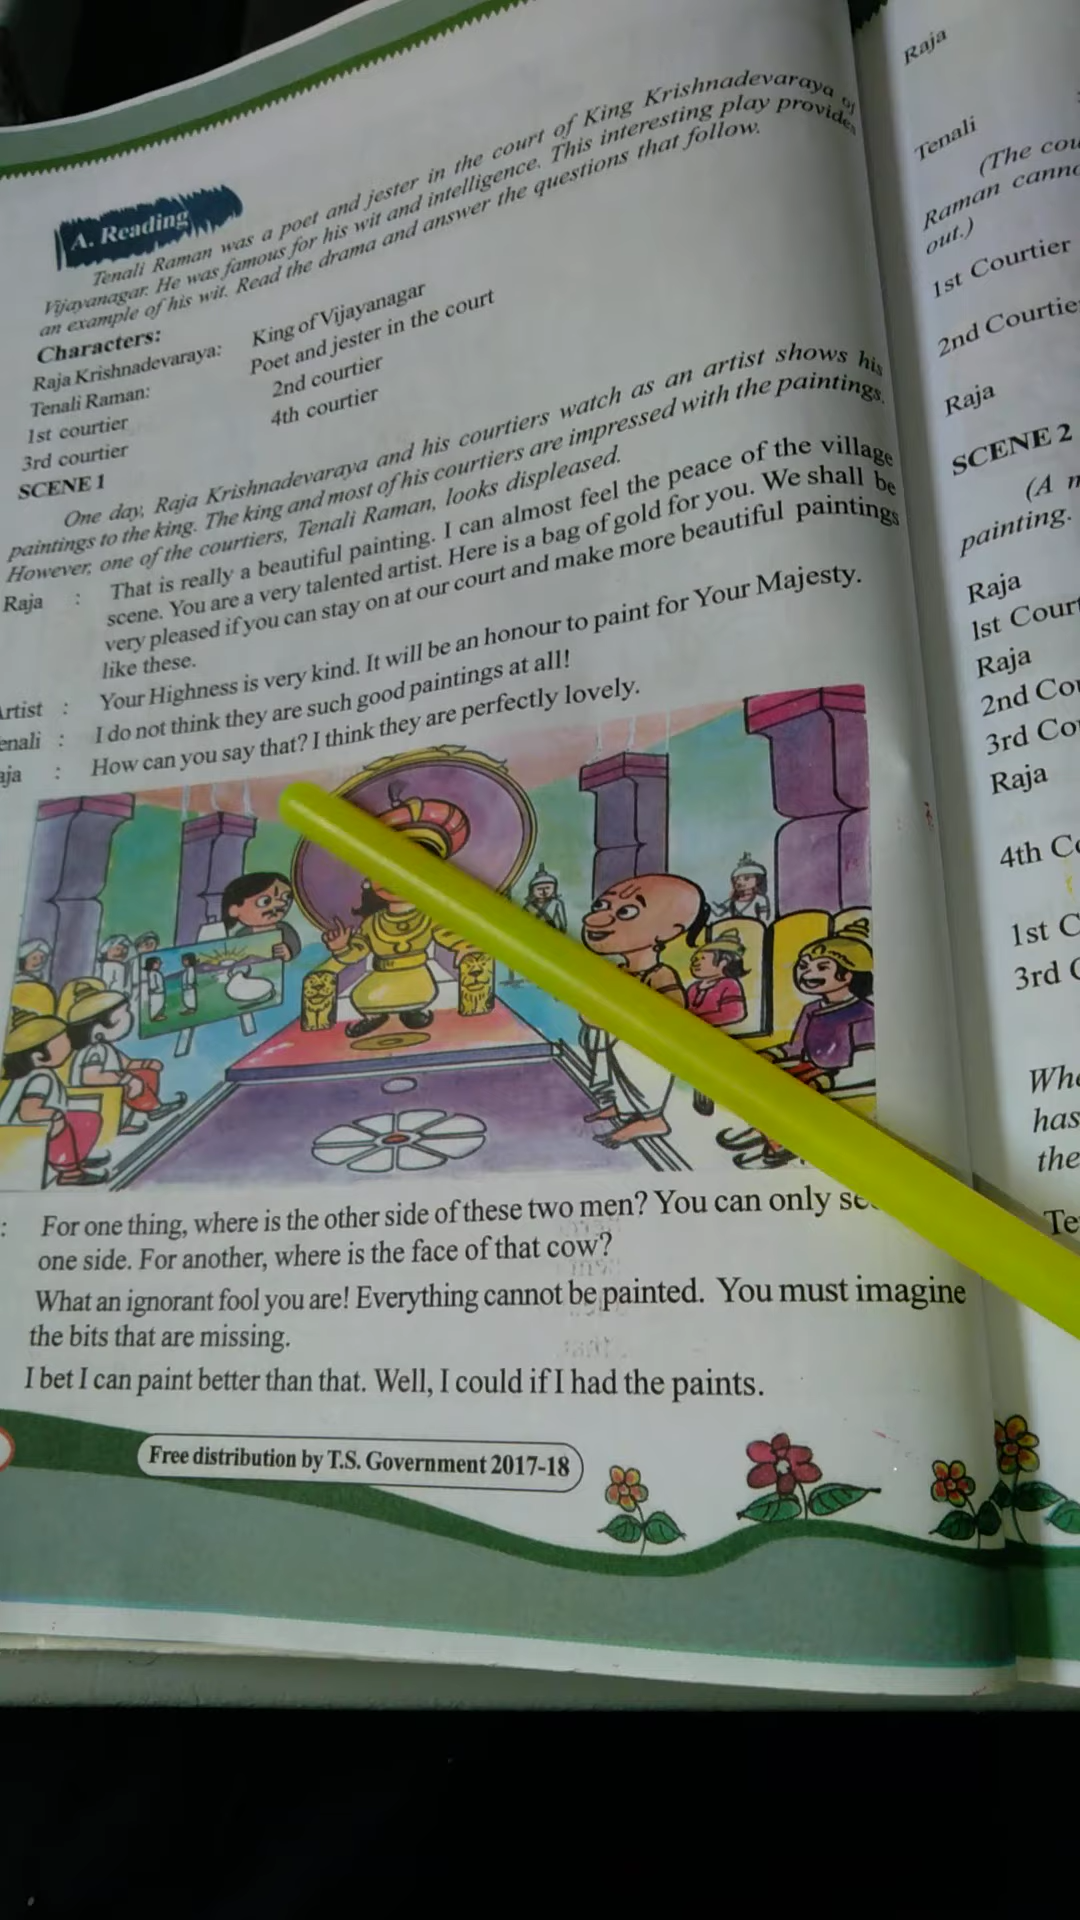 A. Reading
Tenali Raman was a poet and jester in the court of King Krishnadevaraya of
Vijayanagar. He was famous for his wit and intelligence. This interesting play provides
an example of his wit. Read the drama and answer the questions that follow.
Characters:
Raja Krishnadevaraya: King of Vijayanagar
Tenali Raman: Poet and jester in the court
1st courtier 2nd courtier
3rd courtier 4th courtier
SCENE 1
One day, Raja Krishnadevaraya and his courtiers watch as an artist shows his
paintings to the king. The king and most of his courtiers are impressed with the paintings.
However, one of the courtiers, Tenali Raman, looks displeased.
Raja : That is really a beautiful painting. I can almost feel the peace of the village
scene. You are a very talented artist. Here is a bag of gold for you. We shall be
very pleased if you can stay on at our court and make more beautiful paintings
like these.
Artist : Your Highness is very kind. It will be an honour to paint for Your Majesty.
enali : I do not think they are such good paintings at all!
aja : How can you say that? I think they are perfectly lovely.
: For one thing, where is the other side of these two men? You can only
one side. For another, where is the face of that cow?
What an ignorant fool you are! Everything cannot be painted. You must imagine
the bits that are missing.
I bet I can paint better than that. Well, I could if I had the paints.
Free distribution by T.S. Government 2017-18
Raja
Tenali
(The cou
Raman canno
out.)
1st Courtier
2nd Courtie
Raja
SCENE 2
(A
painting.
Raja
1st Court
Raja
2nd Cou
3rd Co
Raja
4th C
1st C
3rd
Whe
has
the
Te